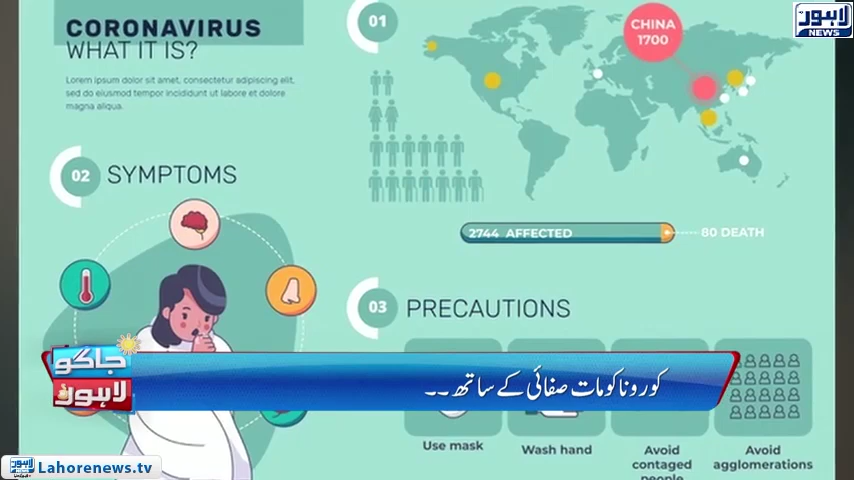 CORONAVIRUS
WHAT IT IS?
Lorem ipsum dolor sit amet, consectetur adipiscing elit,
sed do eiusmod tempor incididunt ut labore et dolore
magna aliqua.
01
CHINA
1700
لاہور
NEWS
02 SYMPTOMS
2744 AFFECTED
80 DEATH
03 PRECAUTIONS
جاگو
لاہور
کورونا کو مات صفائی کے ساتھ ۔۔
Use mask
Wash hand
Avoid
contaged
people
Avoid
agglomerations
Lahorenews.tv